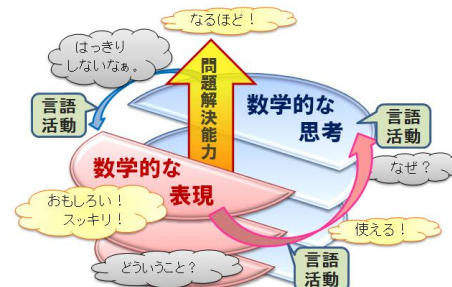 なるほど！
はっきり
しないなぁ。
問題解決能力
言語
活動
数学的な
思考
言語
活動
なぜ？
数学的な
表現
おもしろい！
スッキリ！
使える！
どういうこと？
言語
活動